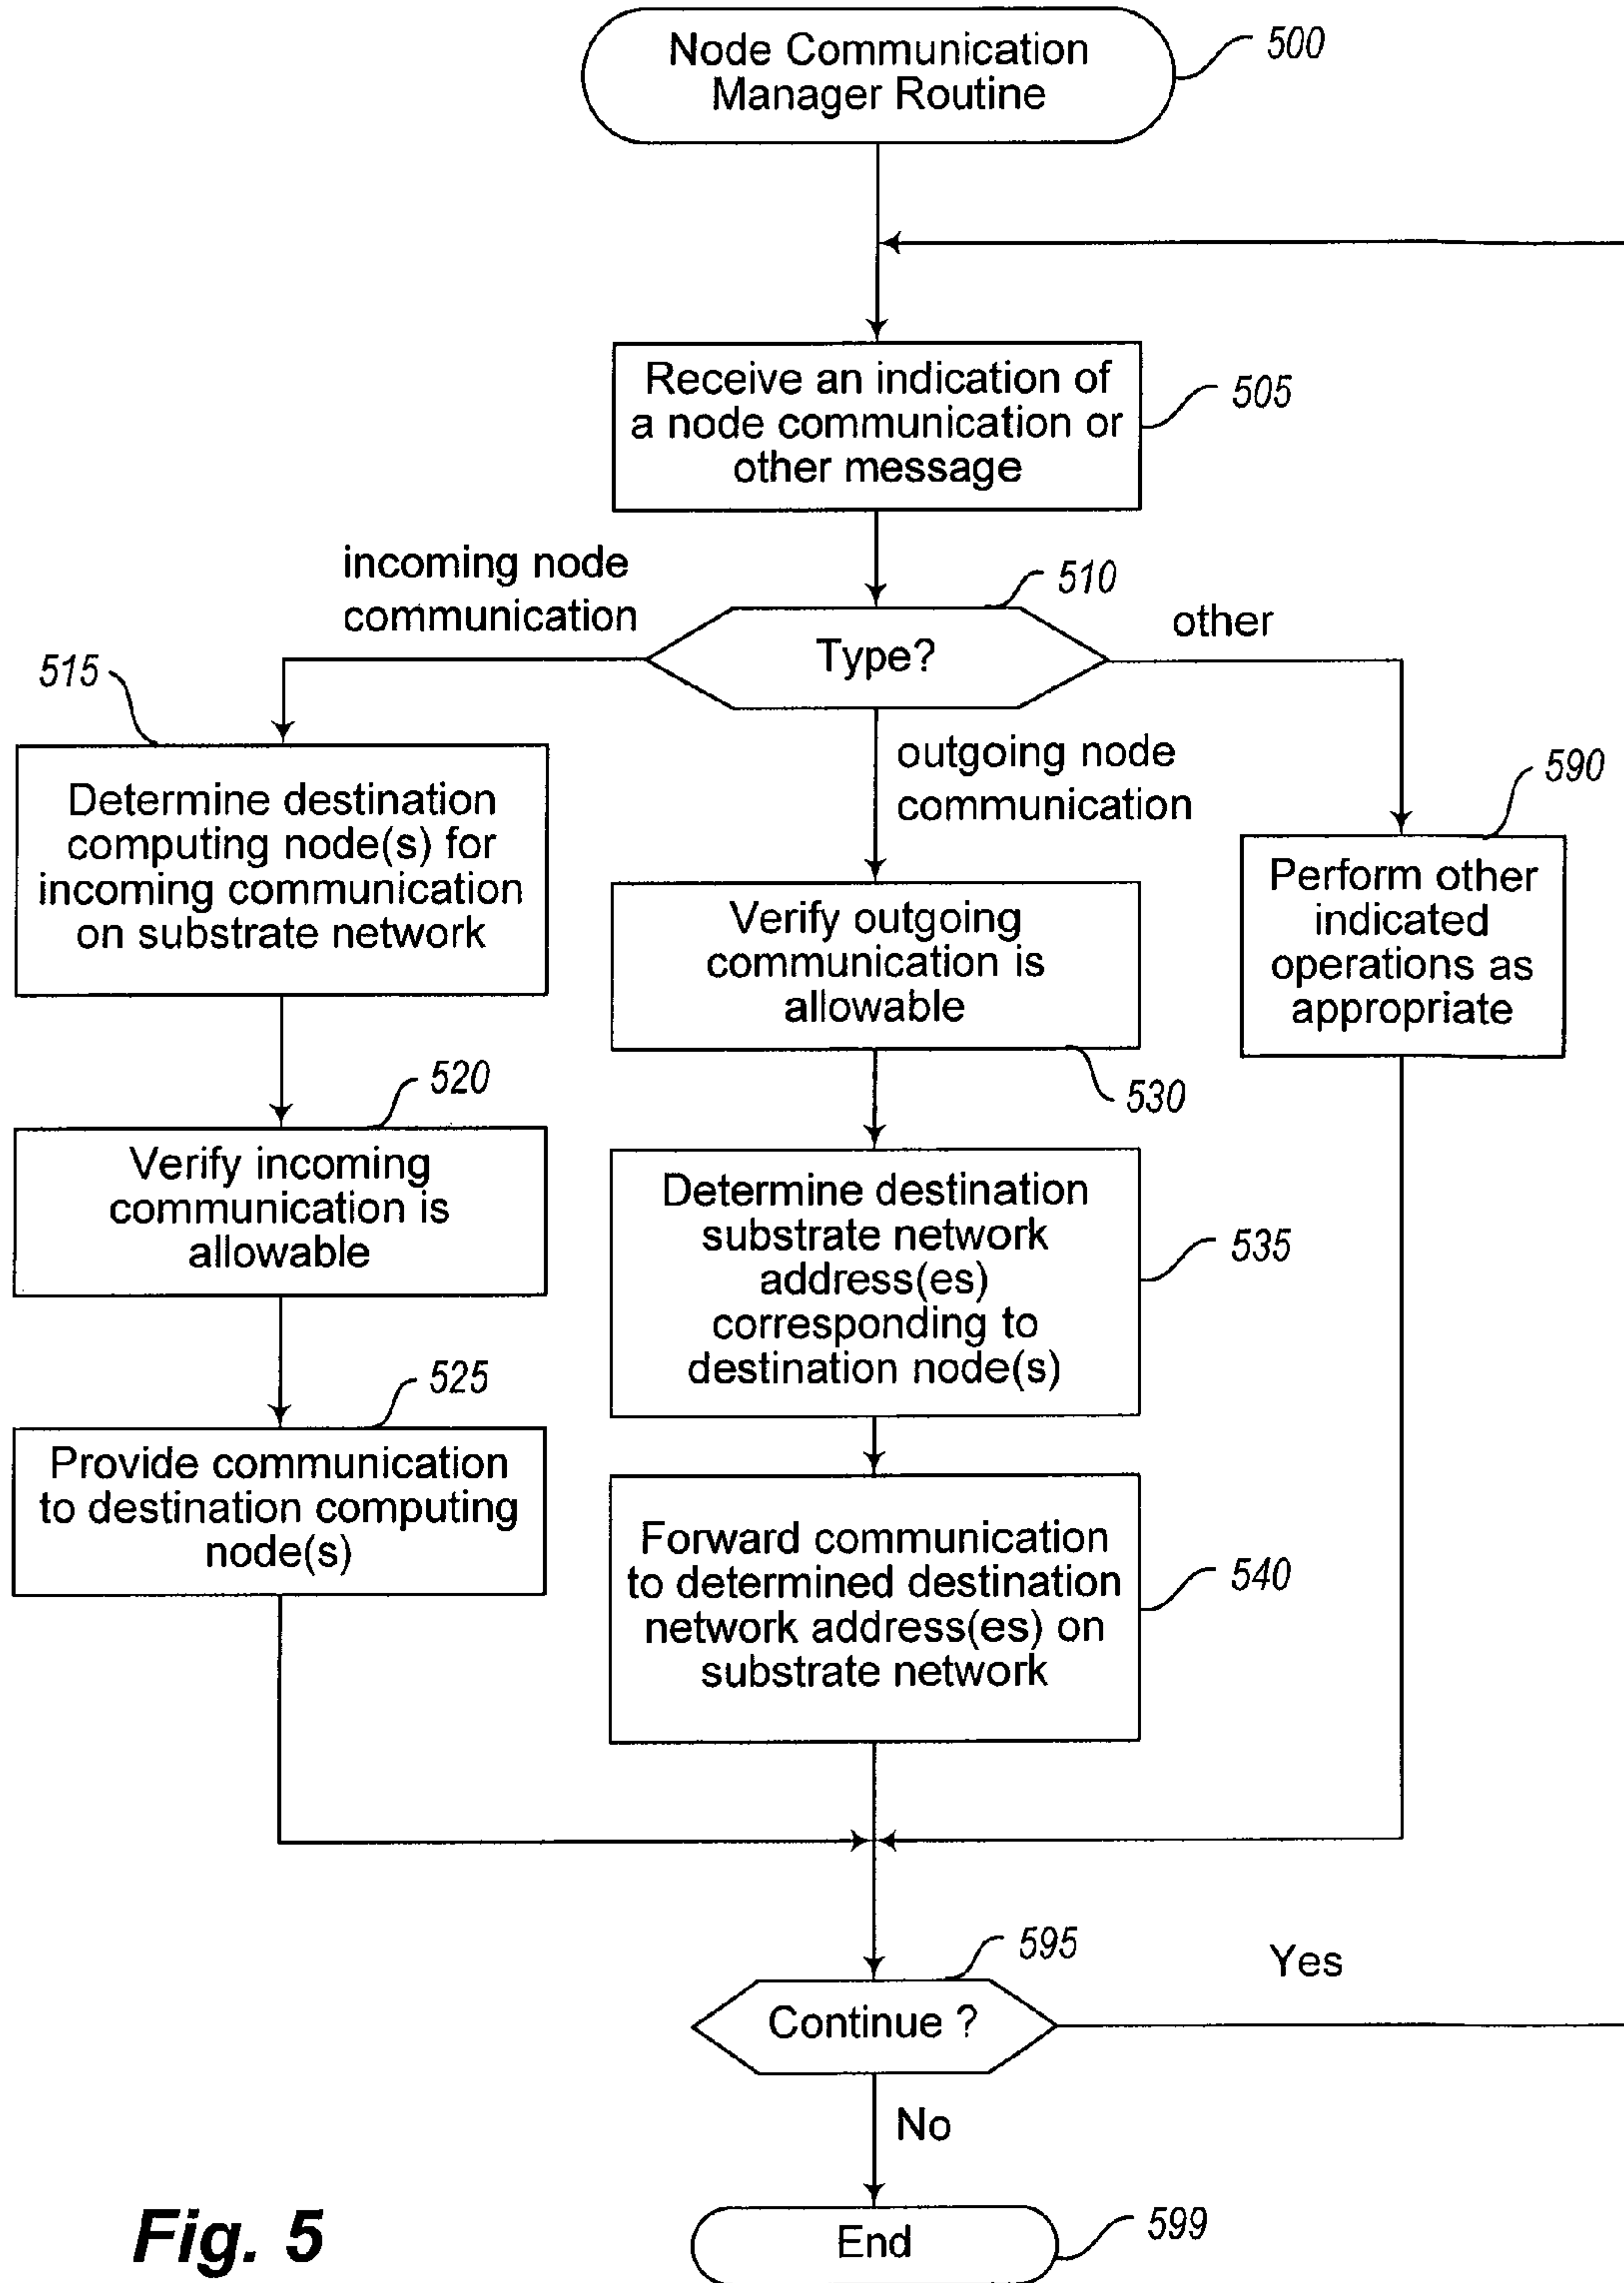 Node Communication
Manager Routine
500
Receive an indication of
a node communication or
other message
505
incoming node
communication
510
Type?
other
515
Determine destination
computing node(s) for
incoming communication
on substrate network
outgoing node
communication
590
Perform other
indicated
operations as
appropriate
Verify outgoing
communication is
allowable
530
520
Verify incoming
communication is
allowable
Determine destination
substrate network
address(es)
corresponding to
destination node(s)
535
525
Provide communication
to destination computing
node(s)
Forward communication
to determined destination
network address(es) on
substrate network
540
595
Continue ?
Yes
No
End
599
Fig. 5